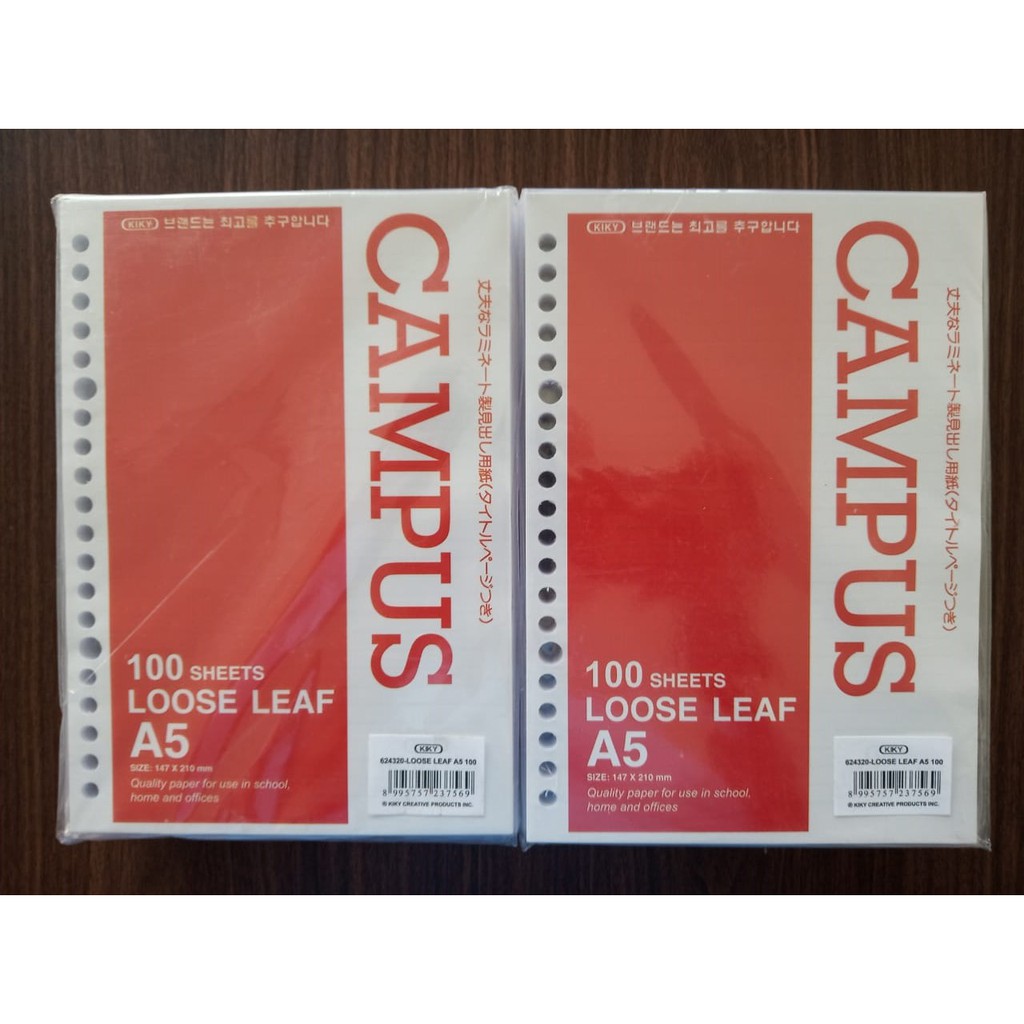 KIKY 브랜드는 최고를 추구입니다
CAMPUS
丈夫なラミネート製見出し用紙(タイトルページつき)
100 SHEETS
LOOSE LEAF
A5
SIZE: 147 X 210 mm
Quality paper for use in school,
home and offices
KIKY
624320-LOOSE LEAF A5 100
8 995757 237569
© KIKY CREATIVE PRODUCTS INC.
KIKY 브랜드는 최고를 추구입니다
CAMPUS
丈夫なラミネート製見出し用紙(タイトルページつき)
100 SHEETS
LOOSE LEAF
A5
SIZE: 147 X 210 mm
Quality paper for use in school,
home and offices
KIKY
624320-LOOSE LEAF A5 100
8 995757 237569
© KIKY CREATIVE PRODUCTS INC.